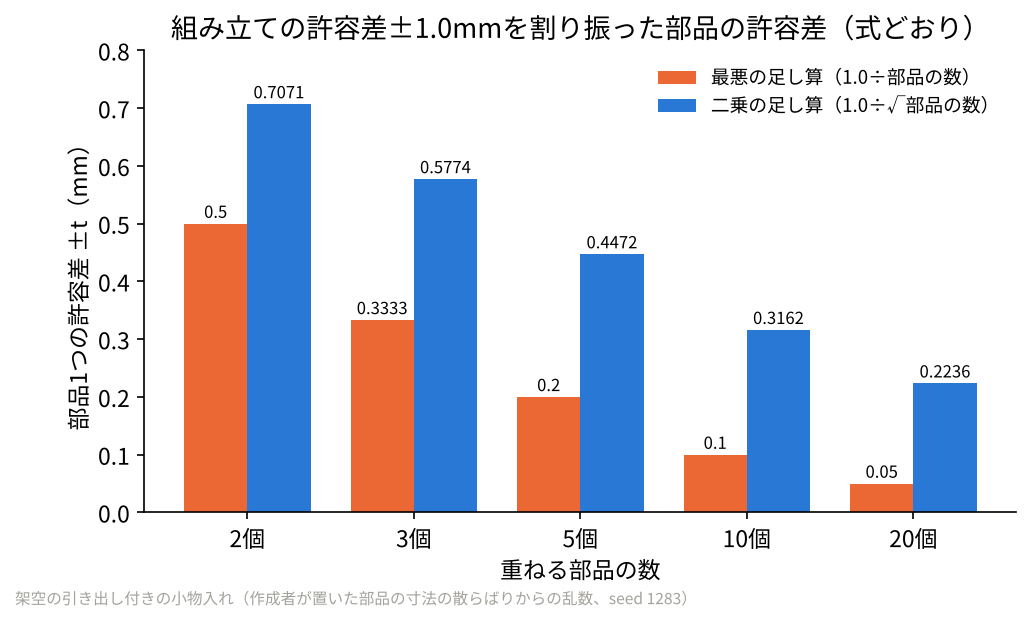 組み立ての許容差±1.0mmを割り振った部品の許容差（式どおり）
最悪の足し算（1.0÷部品の数）
二乗の足し算（1.0÷√部品の数）
部品1つの許容差 ±t（mm）
0.8
0.7
0.6
0.5
0.4
0.3
0.2
0.1
0.0
0.5
0.7071
0.3333
0.5774
0.2
0.4472
0.1
0.3162
0.05
0.2236
2個
3個
5個
10個
20個
重ねる部品の数
架空の引き出し付きの小物入れ（作成者が置いた部品の寸法の散らばりからの乱数、seed 1283）